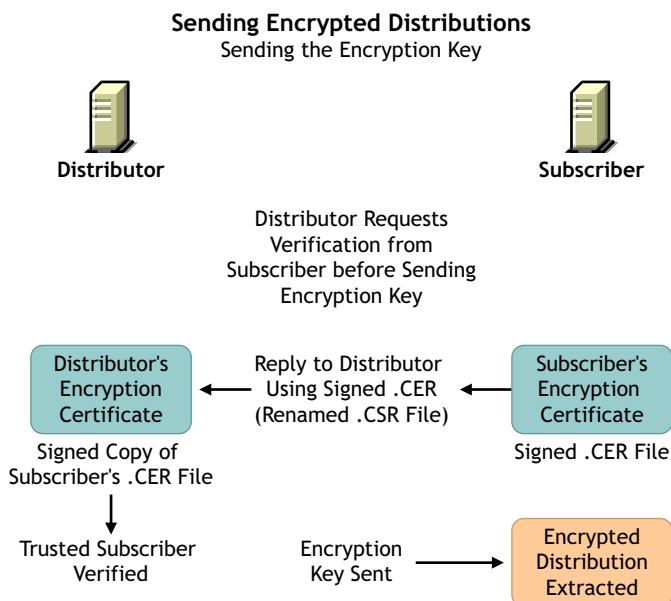 Sending Encrypted Distributions
Sending the Encryption Key
Distributor
Subscriber
Distributor Requests
Verification from
Subscriber before Sending
Encryption Key
Distributor's
Encryption
Certificate
Reply to Distributor
Using Signed .CER
(Renamed .CSR File)
Subscriber's
Encryption
Certificate
Signed Copy of
Subscriber's .CER File
Signed .CER File
Trusted Subscriber
Verified
Encryption
Key Sent
Encrypted
Distribution
Extracted